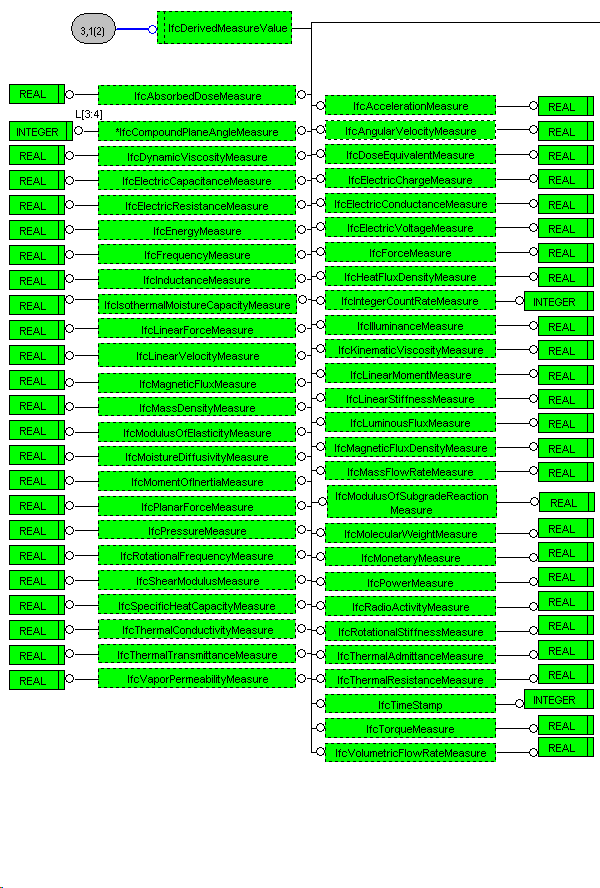 3,1(2)
IfcDerivedMeasureValue
REAL
IfcAbsorbedDoseMeasure
L[3:4]
INTEGER
*IfcCompoundPlaneAngleMeasure
REAL
IfcDynamicViscosityMeasure
REAL
IfcElectricCapacitanceMeasure
REAL
IfcElectricResistanceMeasure
REAL
IfcEnergyMeasure
REAL
IfcFrequencyMeasure
REAL
IfcInductanceMeasure
REAL
IfcIsothermalMoistureCapacityMeasure
REAL
IfcLinearForceMeasure
REAL
IfcLinearVelocityMeasure
REAL
IfcMagneticFluxMeasure
REAL
IfcMassDensityMeasure
REAL
IfcModulusOfElasticityMeasure
REAL
IfcMoistureDiffusivityMeasure
REAL
IfcMomentOfInertiaMeasure
REAL
IfcPlanarForceMeasure
REAL
IfcPressureMeasure
REAL
IfcRotationalFrequencyMeasure
REAL
IfcShearModulusMeasure
REAL
IfcSpecificHeatCapacityMeasure
REAL
IfcThermalConductivityMeasure
REAL
IfcThermalTransmittanceMeasure
REAL
IfcVaporPermeabilityMeasure
IfcAccelerationMeasure
REAL
IfcAngularVelocityMeasure
REAL
IfcDoseEquivalentMeasure
REAL
IfcElectricChargeMeasure
REAL
IfcElectricConductanceMeasure
REAL
IfcElectricVoltageMeasure
REAL
IfcForceMeasure
REAL
IfcHeatFluxDensityMeasure
REAL
IfcIntegerCountRateMeasure
INTEGER
IfcIlluminanceMeasure
REAL
IfcKinematicViscosityMeasure
REAL
IfcLinearMomentMeasure
REAL
IfcLinearStiffnessMeasure
REAL
IfcLuminousFluxMeasure
REAL
IfcMagneticFluxDensityMeasure
REAL
IfcMassFlowRateMeasure
REAL
IfcModulusOfSubgradeReaction
Measure
REAL
IfcMolecularWeightMeasure
REAL
IfcMonetaryMeasure
REAL
IfcPowerMeasure
REAL
IfcRadioActivityMeasure
REAL
IfcRotationalStiffnessMeasure
REAL
IfcThermalAdmittanceMeasure
REAL
IfcThermalResistanceMeasure
REAL
IfcTimeStamp
INTEGER
IfcTorqueMeasure
REAL
IfcVolumetricFlowRateMeasure
REAL